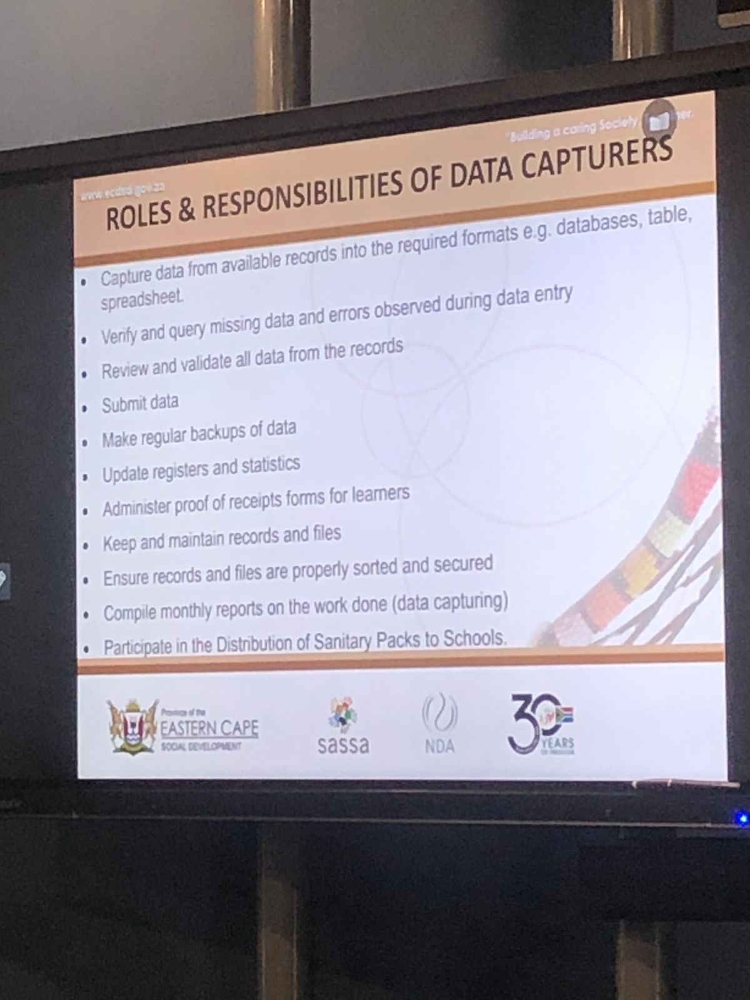 "Building a caring Society
www.ecdsd.gov.za
ROLES & RESPONSIBILITIES OF DATA CAPTURERS
• Capture data from available records into the required formats e.g. databases, table,
spreadsheet.
• Verify and query missing data and errors observed during data entry
• Review and validate all data from the records
• Submit data
• Make regular backups of data
• Update registers and statistics
• Administer proof of receipts forms for learners
• Keep and maintain records and files
• Ensure records and files are properly sorted and secured
• Compile monthly reports on the work done (data capturing)
• Participate in the Distribution of Sanitary Packs to Schools.
Province of the
EASTERN CAPE
SOCIAL DEVELOPMENT
sassa
NDA
30
YEARS